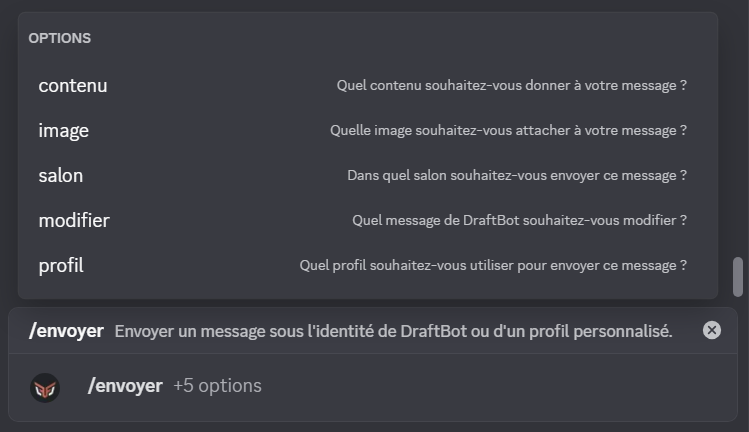 OPTIONS
contenu Quel contenu souhaitez-vous donner à votre message ?
image Quelle image souhaitez-vous attacher à votre message ?
salon Dans quel salon souhaitez-vous envoyer ce message ?
modifier Quel message de DraftBot souhaitez-vous modifier ?
profil Quel profil souhaitez-vous utiliser pour envoyer ce message ?
/envoyer Envoyer un message sous l'identité de DraftBot ou d'un profil personnalisé.
/envoyer +5 options